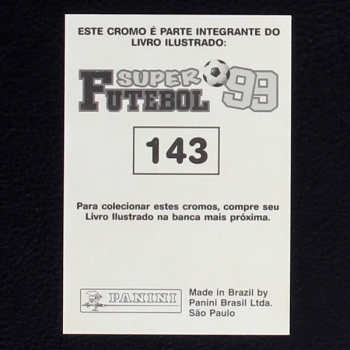 ESTE CROMO É PARTE INTEGRANTE DO
LIVRO ILUSTRADO:
SUPER
FUTEBOL 99
143
Para colecionar estes cromos, compre seu
Livro Ilustrado na banca mais próxima.
PANINI
Made in Brazil by
Panini Brasil Ltda.
São Paulo